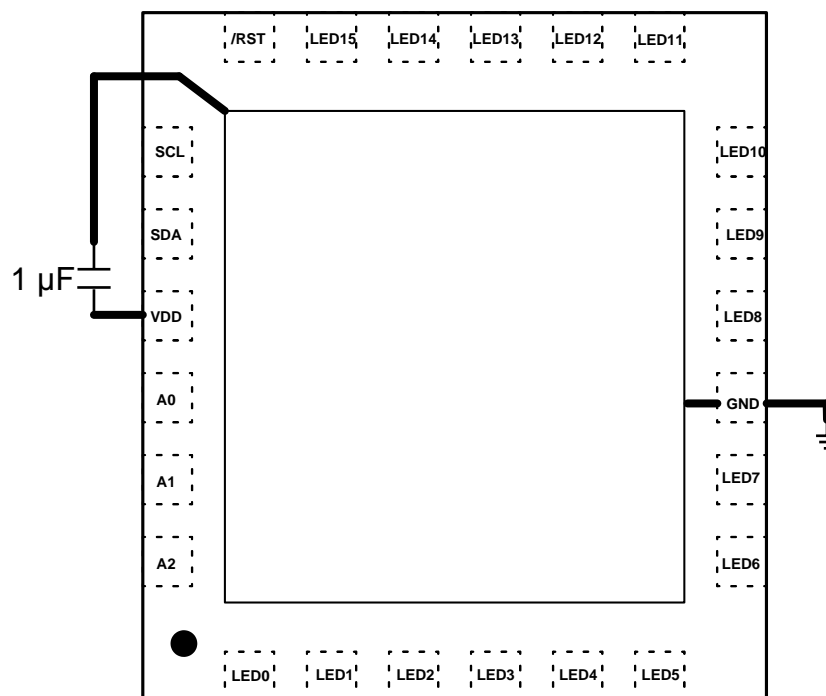 /RST LED15 LED14 LED13 LED12 LED11
SCL LED10
SDA LED9
1 µF
VDD LED8
A0 GND
A1 LED7
A2 LED6
LED0 LED1 LED2 LED3 LED4 LED5